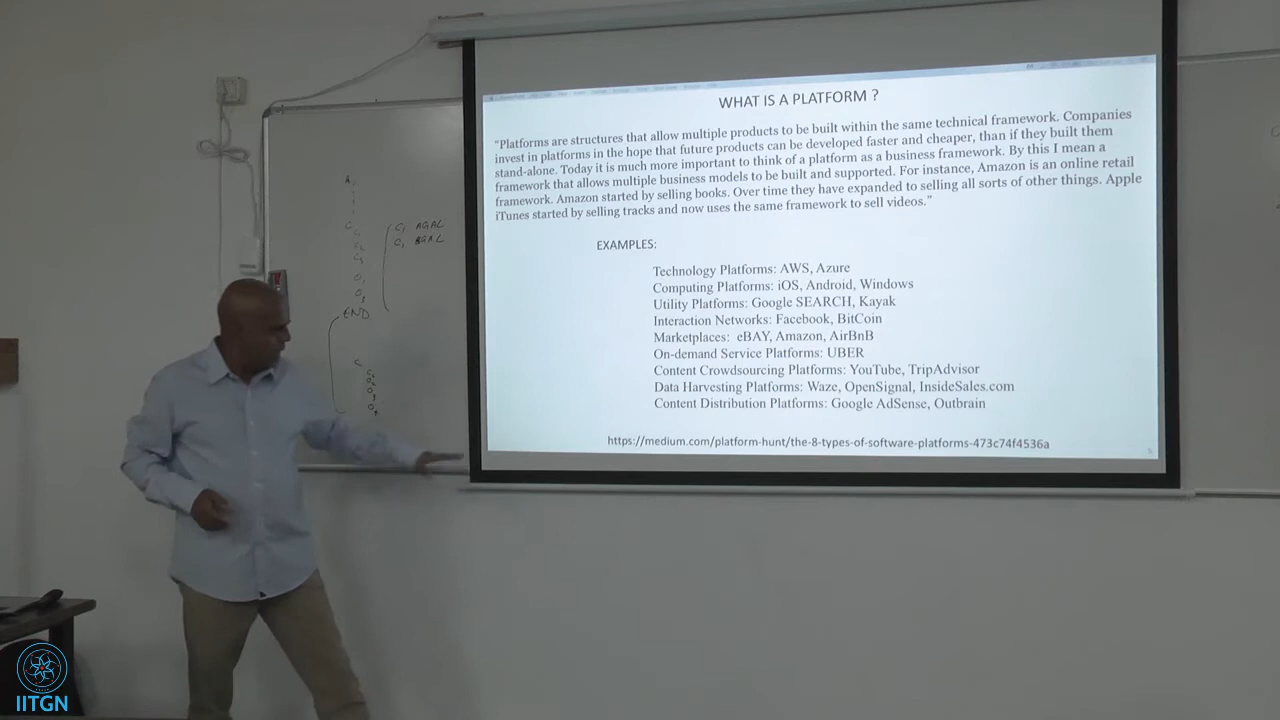 WHAT IS A PLATFORM ?
"Platforms are structures that allow multiple products to be built within the same technical framework. Companies
invest in platforms in the hope that future products can be developed faster and cheaper, than if they built them
stand-alone. Today it is much more important to think of a platform as a business framework. By this I mean a
framework that allows multiple business models to be built and supported. For instance, Amazon is an online retail
framework. Amazon started by selling books. Over time they have expanded to selling all sorts of other things. Apple
iTunes started by selling tracks and now uses the same framework to sell videos."
EXAMPLES:
Technology Platforms: AWS, Azure
Computing Platforms: iOS, Android, Windows
Utility Platforms: Google SEARCH, Kayak
Interaction Networks: Facebook, BitCoin
Marketplaces: eBAY, Amazon, AirBnB
On-demand Service Platforms: UBER
Content Crowdsourcing Platforms: YouTube, TripAdvisor
Data Harvesting Platforms: Waze, OpenSignal, InsideSales.com
Content Distribution Platforms: Google AdSense, Outbrain
https://medium.com/platform-hunt/the-8-types-of-software-platforms-473c74f4536a
END
IITGN